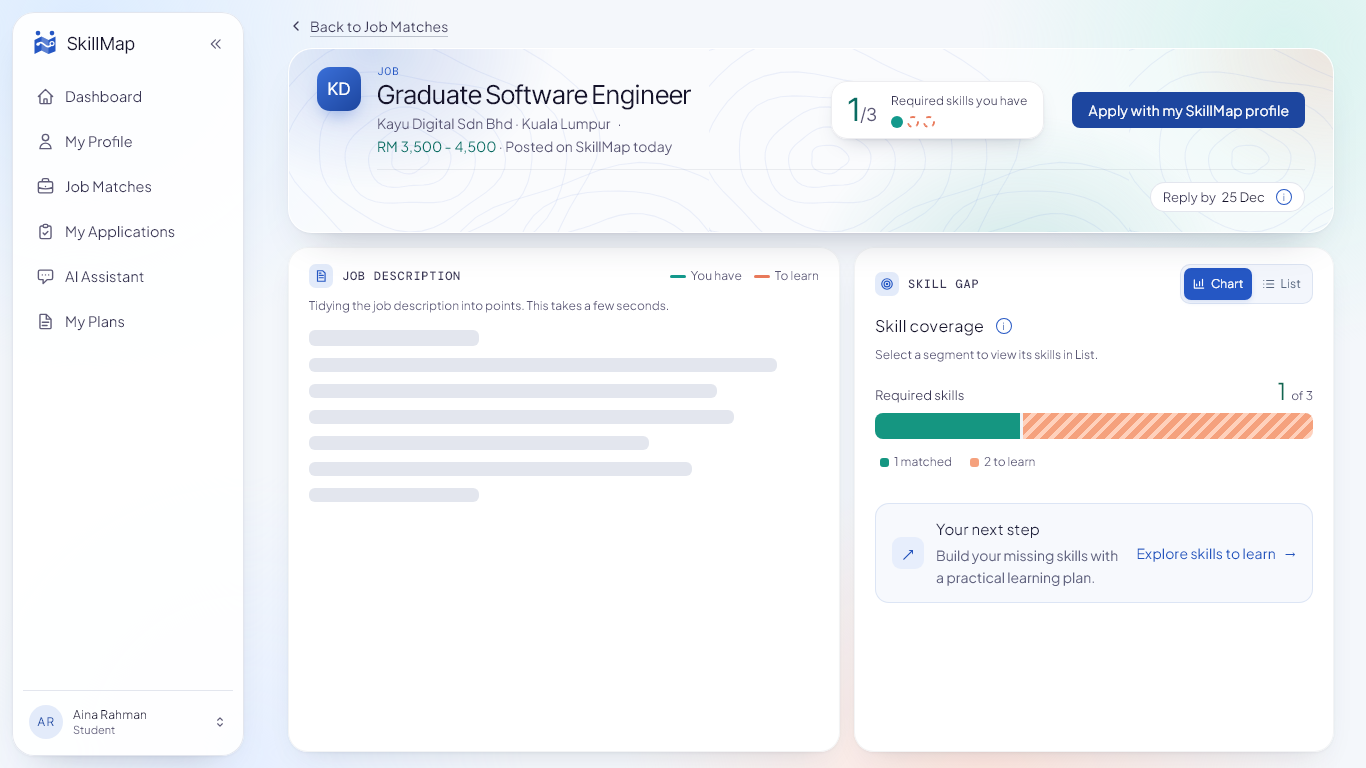 SkillMap
Dashboard
My Profile
Job Matches
My Applications
AI Assistant
My Plans
AR
Aina Rahman
Student
Back to Job Matches
KD
JOB
Graduate Software Engineer
Kayu Digital Sdn Bhd · Kuala Lumpur ·
RM 3,500 - 4,500 · Posted on SkillMap today
1/3
Required skills you have
Apply with my SkillMap profile
Reply by 25 Dec
JOB DESCRIPTION
You have
To learn
Tidying the job description into points. This takes a few seconds.
SKILL GAP
Chart
List
Skill coverage
Select a segment to view its skills in List.
Required skills
1 of 3
1 matched
2 to learn
Your next step
Build your missing skills with
a practical learning plan.
Explore skills to learn →